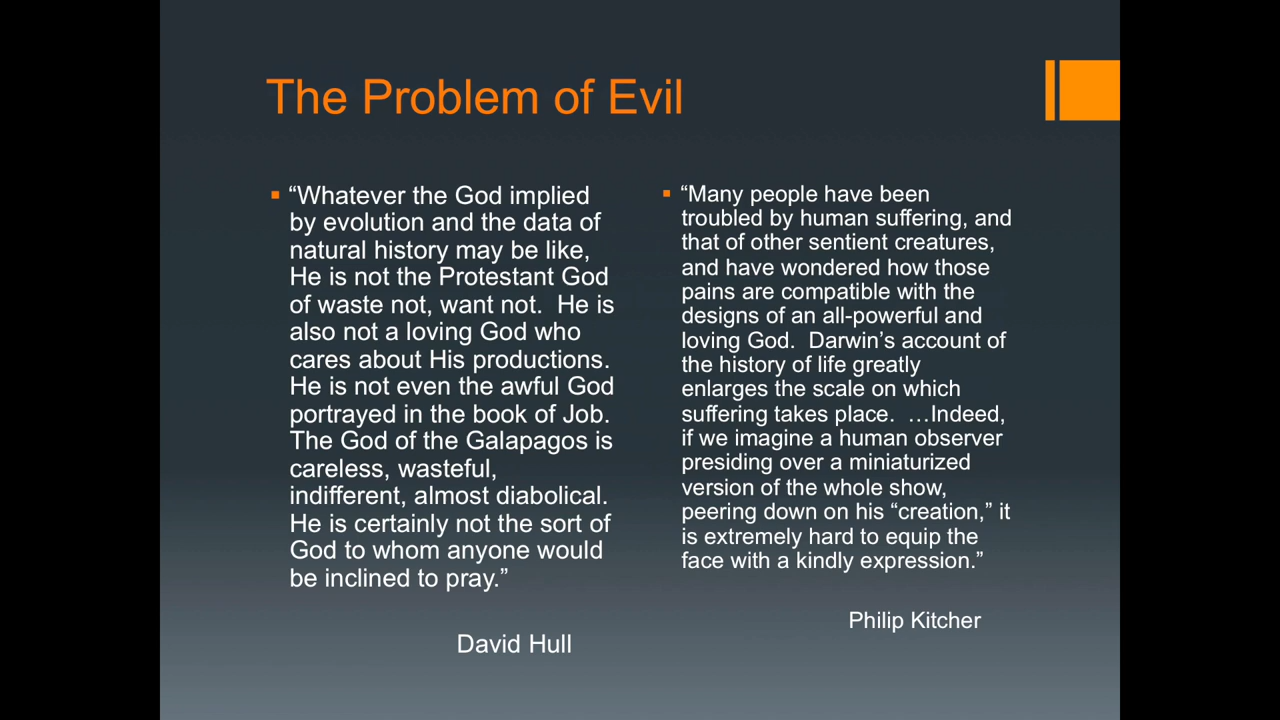 The Problem of Evil
“Whatever the God implied
by evolution and the data of
natural history may be like,
He is not the Protestant God
of waste not, want not.  He is
also not a loving God who
cares about His productions.
He is not even the awful God
portrayed in the book of Job.
The God of the Galapagos is
careless, wasteful,
indifferent, almost diabolical.
He is certainly not the sort of
God to whom anyone would
be inclined to pray.”
David Hull
“Many people have been
troubled by human suffering, and
that of other sentient creatures,
and have wondered how those
pains are compatible with the
designs of an all-powerful and
loving God.  Darwin’s account of
the history of life greatly
enlarges the scale on which
suffering takes place.  …Indeed,
if we imagine a human observer
presiding over a miniaturized
version of the whole show,
peering down on his “creation,” it
is extremely hard to equip the
face with a kindly expression.”
Philip Kitcher